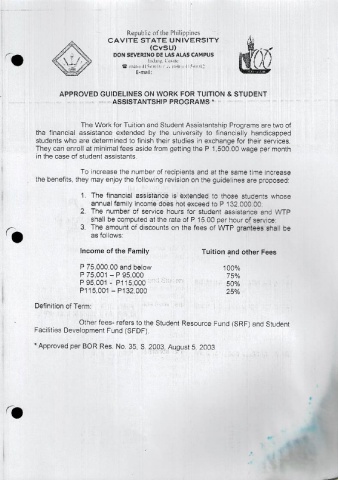 Republic of the Philippines
CAVITE STATE UNIVERSITY
(CvSU)
DON SEVERINO DE LAS ALAS CAMPUS
Indang, Cavite
E-mail:
APPROVED GUIDELINES ON WORK FOR TUITION & STUDENT
ASSISTANTSHIP PROGRAMS *
The Work for Tuition and Student Assistantship Programs are two of
the financial assistance extended by the university to financially handicapped
students who are determined to finish their studies in exchange for their services.
They can enroll at minimal fees aside from getting the P 1,500.00 wage per month
in the case of student assistants.
To increase the number of recipients and at the same time increase
the benefits, they may enjoy the following revision on the guidelines are proposed:
1. The financial assistance is extended to those students whose
annual family income does not exceed to P 132,000.00.
2. The number of service hours for student assistance and WTP
shall be computed at the rate of P 15.00 per hour of service.
3. The amount of discounts on the fees of WTP grantees shall be
as follows:
Income of the Family Tuition and other Fees
P 75,000.00 and below 100%
P 75,001 – P 95,000 75%
P 95,001 - P115,000 50%
P115,001 – P132,000 25%
Definition of Term:
Other fees- refers to the Student Resource Fund (SRF) and Student
Facilities Development Fund (SFDF).
* Approved per BOR Res. No. 35, S. 2003, August 5, 2003